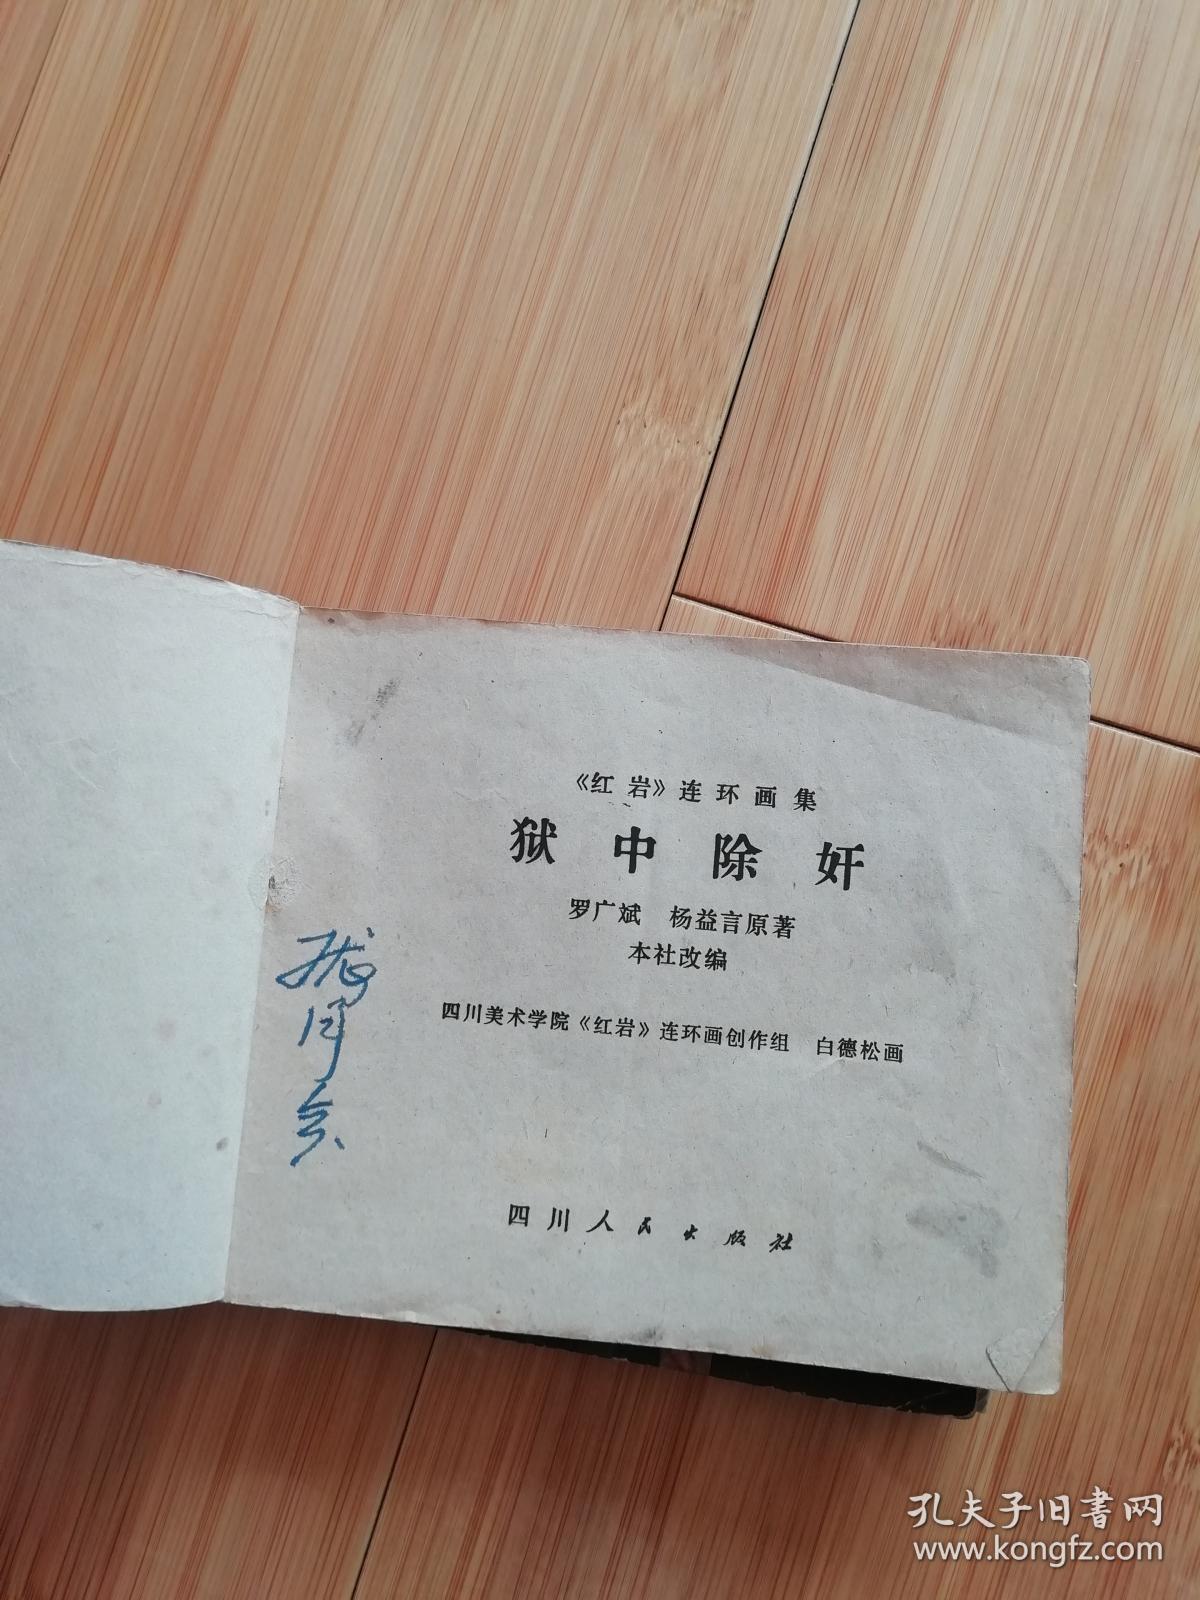 《红岩》连环画集
狱中除奸
罗广斌 杨益言原著
本社改编
四川美术学院《红岩》连环画创作组 白德松画
四川人民出版社
孔夫子旧书网
www.kongfz.com